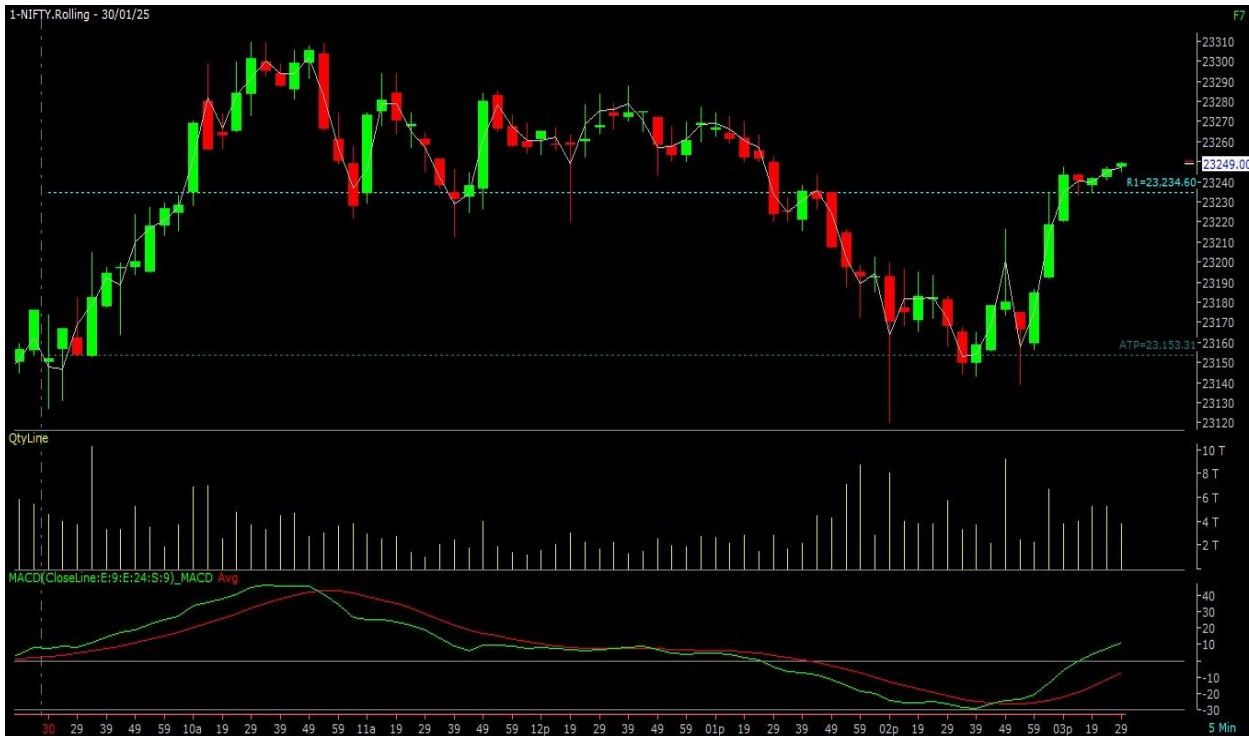 1-NIFTY.Rolling - 30/01/25
F7
23310
23300
23290
23280
23270
23260
23249.00
23240
R1=23,234.60
23230
23220
23210
23200
23190
23180
23170
23160
ATP=23,153.31
23150
23140
23130
23120
QtyLine
10 T
8 T
6 T
4 T
2 T
MACD(CloseLine:E:9:E:24:S:9)_MACD Avg
40
30
20
10
-10
-20
-30
30 29 39 49 59 10a 19 29 39 49 59 11a 19 29 39 49 59 12p 19 29 39 49 59 01p 19 29 39 49 59 02p 19 29 39 49 59 03p 19 29
5 Min